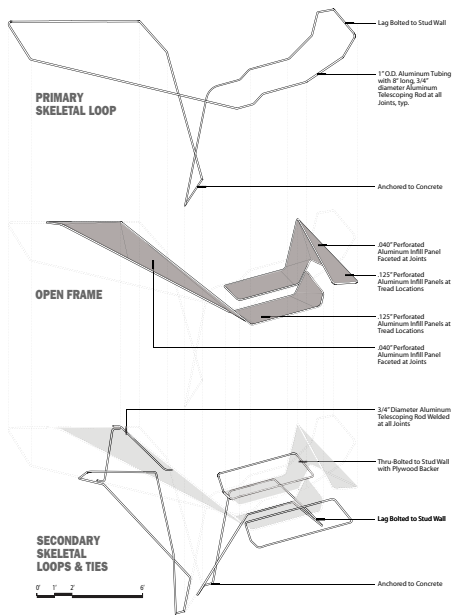 Lag Bolted to Stud Wall
1" O.D. Aluminum Tubing
with 8" long, 3/4"
diameter Aluminum
Telescoping Rod at all
Joints, typ.
PRIMARY
SKELETAL LOOP
Anchored to Concrete
.040" Perforated
Aluminum Infill Panel
Faceted at Joints
.125" Perforated
Aluminum Infill Panels at
Tread Locations
OPEN FRAME
.125" Perforated
Aluminum Infill Panels at
Tread Locations
.040" Perforated
Aluminum Infill Panel
Faceted at Joints
3/4" Diameter Aluminum
Telescoping Rod Welded
at all Joints
Thru-Bolted to Stud Wall
with Plywood Backer
Lag Bolted to Stud Wall
SECONDARY
SKELETAL
LOOPS & TIES
Anchored to Concrete
0' 1' 2' 6'